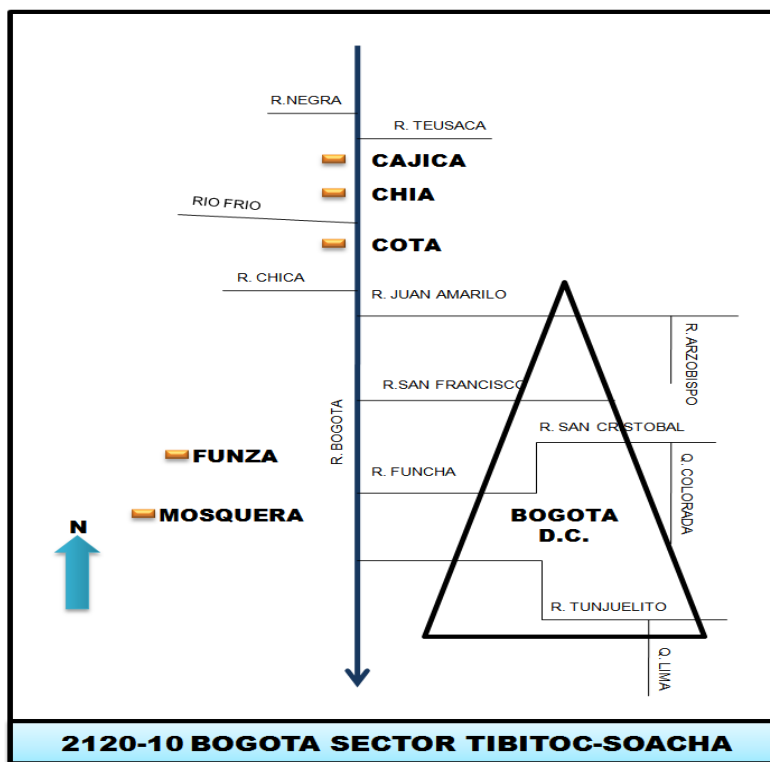 R.NEGRA
R. TEUSACA
CAJICA
CHIA
RIO FRIO
COTA
R. CHICA
R. JUAN AMARILO
R. ARZOBISPO
R.SAN FRANCISCO
R. BOGOTA
R. SAN CRISTOBAL
FUNZA
R. FUNCHA
Q. COLORADA
MOSQUERA
BOGOTA
D.C.
N
R. TUNJUELITO
Q. LIMA
2120-10 BOGOTA SECTOR TIBITOC-SOACHA